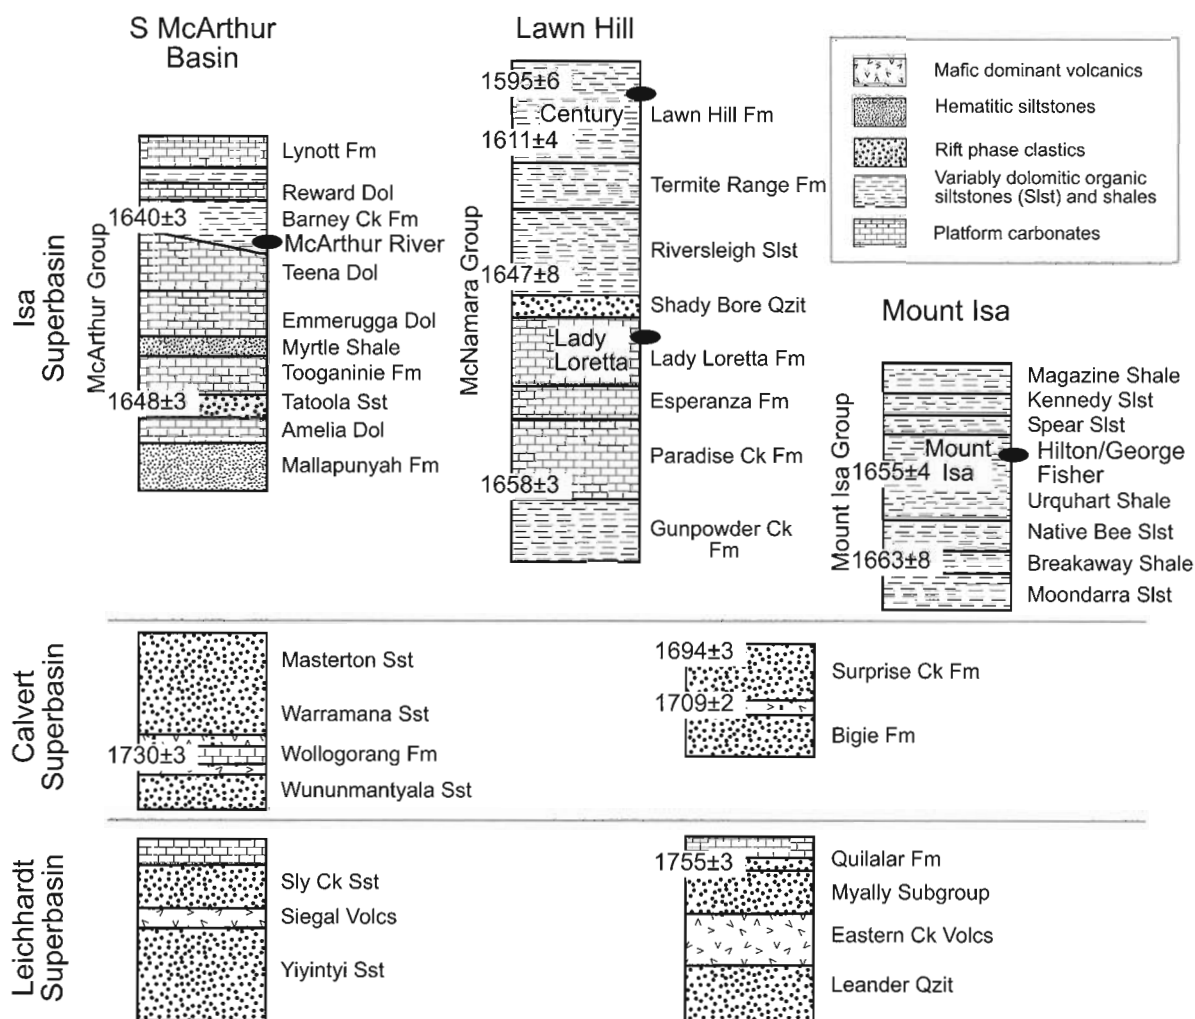 S McArthur
Basin
Lawn Hill
Mafic dominant volcanics
Hematitic siltstones
Rift phase clastics
Variably dolomitic organic
siltstones (Slst) and shales
Platform carbonates
Isa
Superbasin
McArthur Group
Lynott Fm
Reward Dol
1640±3
Barney Ck Fm
McArthur River
Teena Dol
Emmerugga Dol
Myrtle Shale
Tooganinie Fm
1648±3
Tatoola Sst
Amelia Dol
Mallapunyah Fm
McNamara Group
1595±6
Century
Lawn Hill Fm
1611±4
Termite Range Fm
Riversleigh Slst
1647±8
Shady Bore Qzit
Lady
Loretta
Lady Loretta Fm
Esperanza Fm
Paradise Ck Fm
1658±3
Gunpowder Ck
Fm
Mount Isa
Mount Isa Group
Magazine Shale
Kennedy Slst
Spear Slst
Mount
Isa
Hilton/George
Fisher
1655±4
Urquhart Shale
Native Bee Slst
1663±8
Breakaway Shale
Moondarra Slst
Calvert
Superbasin
Masterton Sst
Warramana Sst
1730±3
Wollogorang Fm
Wununmantyala Sst
1694±3
Surprise Ck Fm
1709±2
Bigie Fm
Leichhardt
Superbasin
Sly Ck Sst
Siegal Volcs
Yiyintyi Sst
1755±3
Quilalar Fm
Myally Subgroup
Eastern Ck Volcs
Leander Qzit